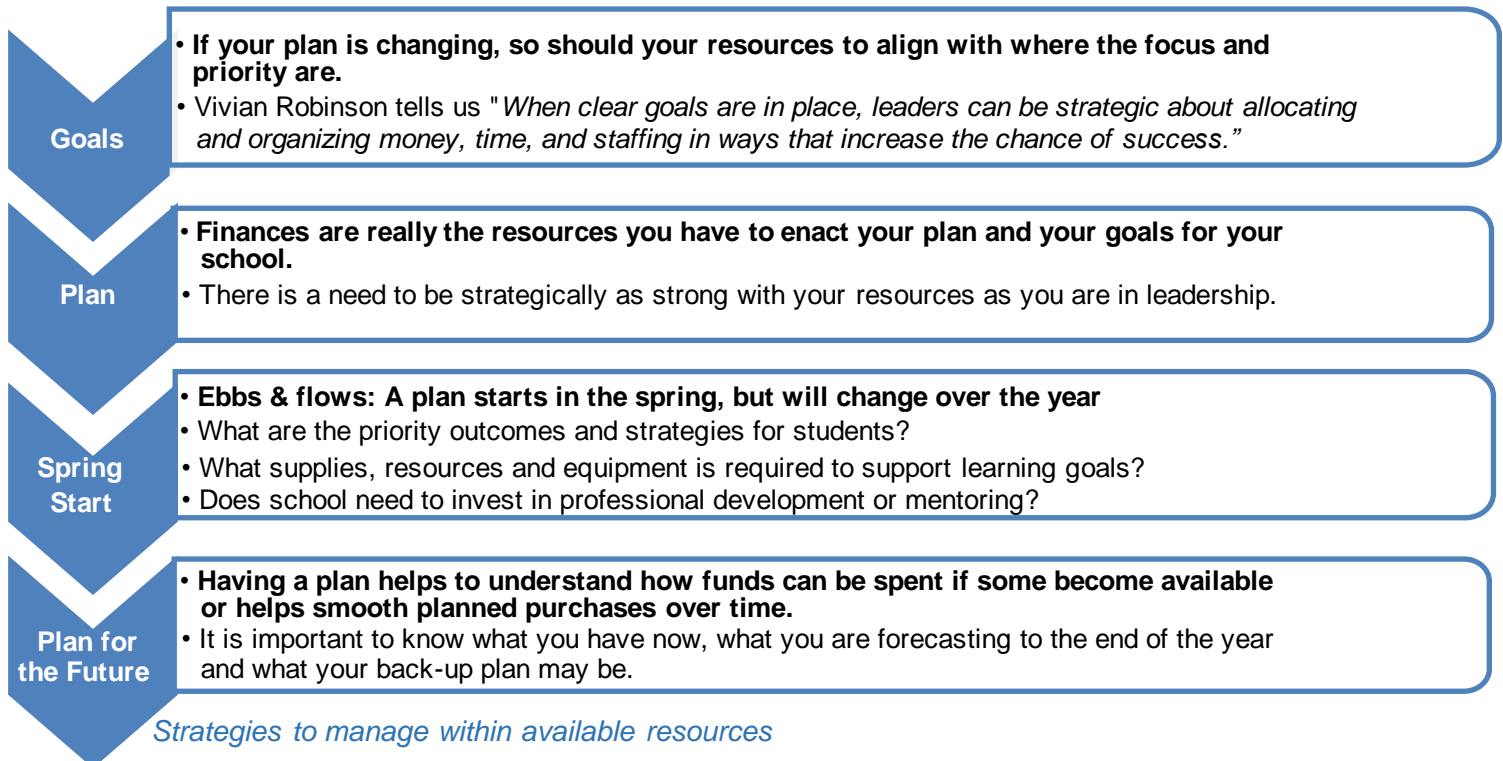 • If your plan is changing, so should your resources to align with where the focus and
priority are.
• Vivian Robinson tells us "When clear goals are in place, leaders can be strategic about allocating
and organizing money, time, and staffing in ways that increase the chance of success.”
Goals
• Finances are really the resources you have to enact your plan and your goals for your
school.
• There is a need to be strategically as strong with your resources as you are in leadership.
Plan
• Ebbs & flows: A plan starts in the spring, but will change over the year
• What are the priority outcomes and strategies for students?
• What supplies, resources and equipment is required to support learning goals?
• Does school need to invest in professional development or mentoring?
Spring
Start
• Having a plan helps to understand how funds can be spent if some become available
or helps smooth planned purchases over time.
• It is important to know what you have now, what you are forecasting to the end of the year
and what your back-up plan may be.
Plan for
the Future
Strategies to manage within available resources